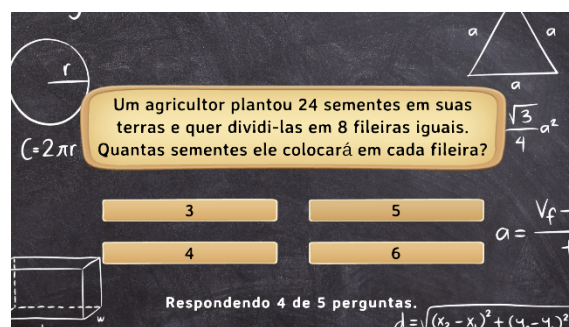 r
C=2πr
a
a
a
√3
4
a²
Um agricultor plantou 24 sementes em suas
terras e quer dividi-las em 8 fileiras iguais.
Quantas sementes ele colocará em cada fileira?
3
5
4
6
a =
Vf -
w
Respondendo 4 de 5 perguntas.
d=√(x₂ - x₁)² + (y₂ - y₁)²